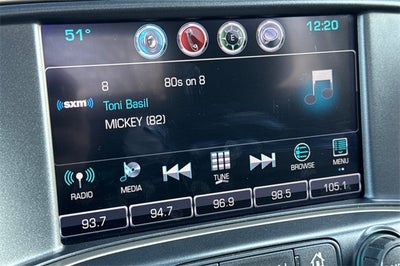 51°
12:20
E
8
80s on 8
sxm
Toni Basil
MICKEY (82)
RADIO
MEDIA
TUNE
BROWSE
MENU
93.7
94.7
96.9
98.5
105.1